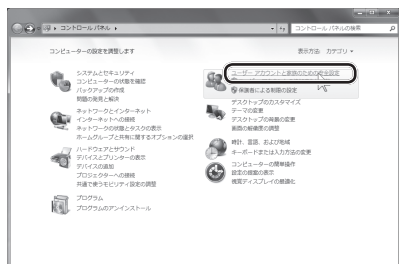 コントロール パネル
コントロール パネルの検索
コンピューターの設定を調整します
表示方法: カテゴリ
システムとセキュリティ
コンピューターの状態を確認
バックアップの作成
問題の発見と解決
ネットワークとインターネット
インターネットへの接続
ネットワークの状態とタスクの表示
ホームグループと共有に関するオプションの選択
ハードウェアとサウンド
デバイスとプリンターの表示
デバイスの追加
プロジェクターへの接続
共通で使うモビリティ設定の調整
プログラム
プログラムのアンインストール
ユーザー アカウントと家族のための安全設定
保護者による制限の設定
デスクトップのカスタマイズ
テーマの変更
デスクトップの背景の変更
画面の解像度の調整
時計、言語、および地域
キーボードまたは入力方法の変更
コンピューターの簡単操作
設定の提案の表示
視覚ディスプレイの最適化